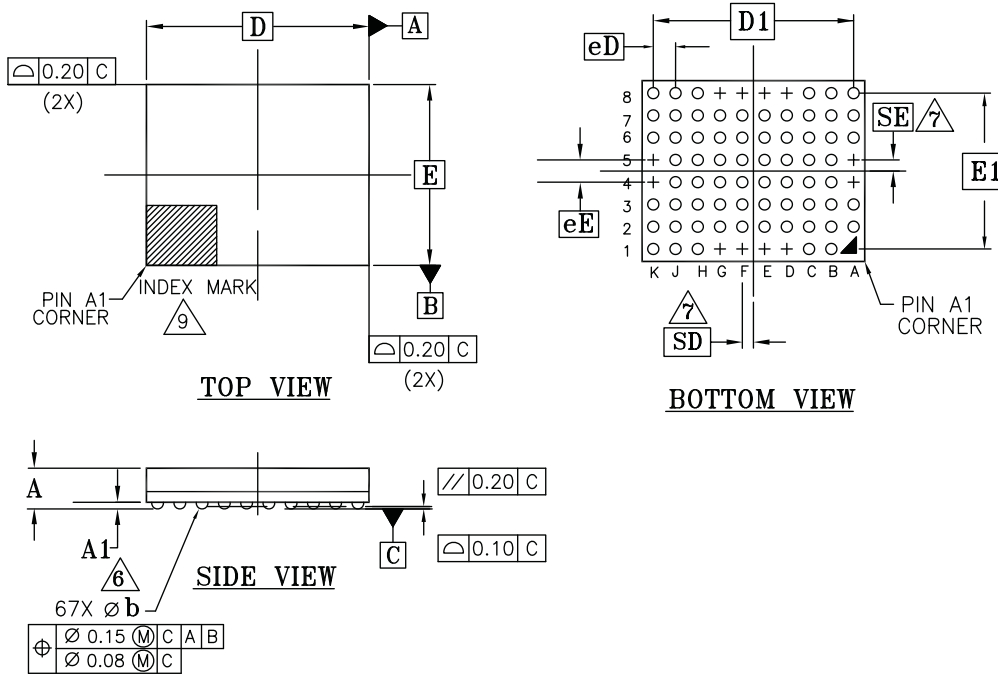 D
A
⌓ 0.20 C
(2X)
E
PIN A1
CORNER
INDEX MARK
9
B
⌓ 0.20 C
(2X)
TOP VIEW
D1
eD
8
7
6
5
4
3
2
1
SE 7
E1
eE
K J H G F E D C B A
7
SD
PIN A1
CORNER
BOTTOM VIEW
A
A1
6
// 0.20 C
⌓ 0.10 C
C
SIDE VIEW
67X Ø b
⌖ Ø 0.15 Ⓜ C A B
Ø 0.08 Ⓜ C